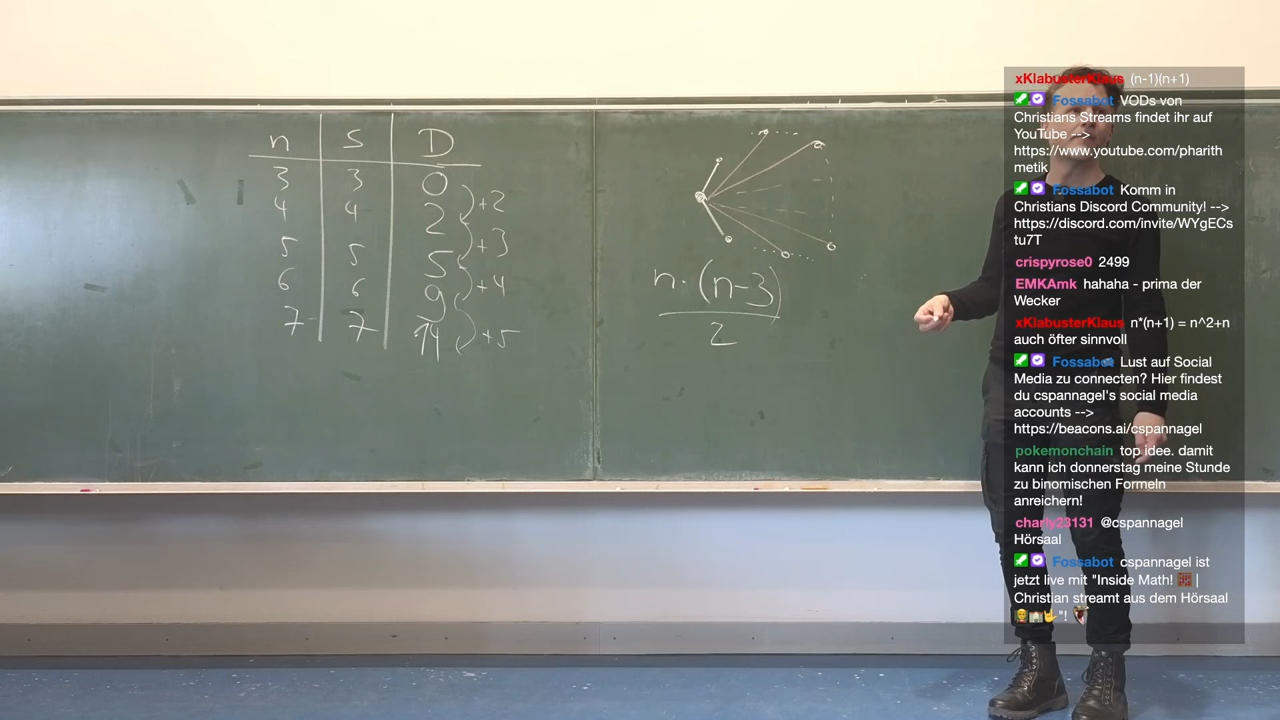 n S D
3 3 0
4 4 2
5 5 5
6 6 9
7 7 14
+2
+3
+4
+5
n·(n-3)
2
xKlabusterKlaus (n-1)(n+1)
Fossabot VODs von
Christians Streams findet ihr auf
YouTube -->
https://www.youtube.com/pharith
metik
Fossabot Komm in
Christians Discord Community! -->
https://discord.com/invite/WYgECs
tu7T
crispyrose0 2499
EMKAmk hahaha - prima der
Wecker
xKlabusterKlaus n*(n+1) = n^2+n
auch öfter sinnvoll
Fossabot Lust auf Social
Media zu connecten? Hier findest
du cspannagel's social media
accounts -->
https://beacons.ai/cspannagel
pokemonchain top idee. damit
kann ich donnerstag meine Stunde
zu binomischen Formeln
anreichern!
charly23131 @cspannagel
Hörsaal
Fossabot cspannagel ist
jetzt live mit "Inside Math! |
Christian streamt aus dem Hörsaal
"!